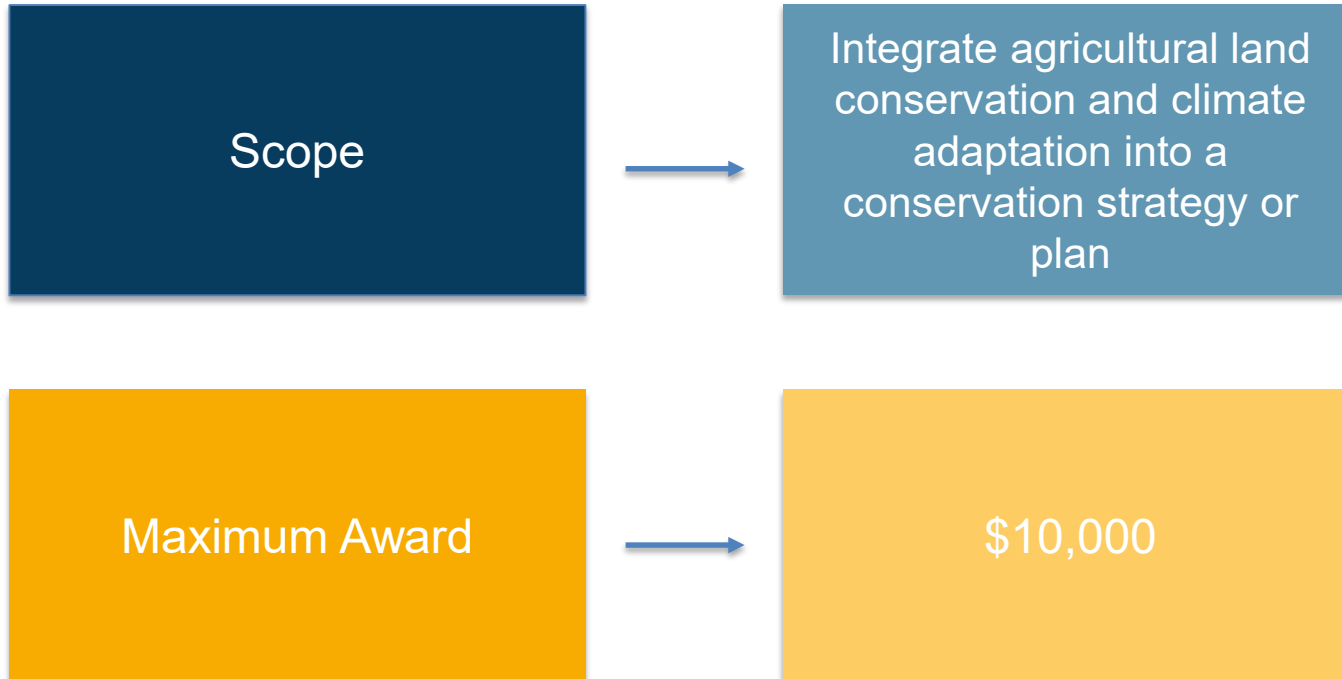 Scope
Integrate agricultural land
conservation and climate
adaptation into a
conservation strategy or
plan
Maximum Award
$10,000